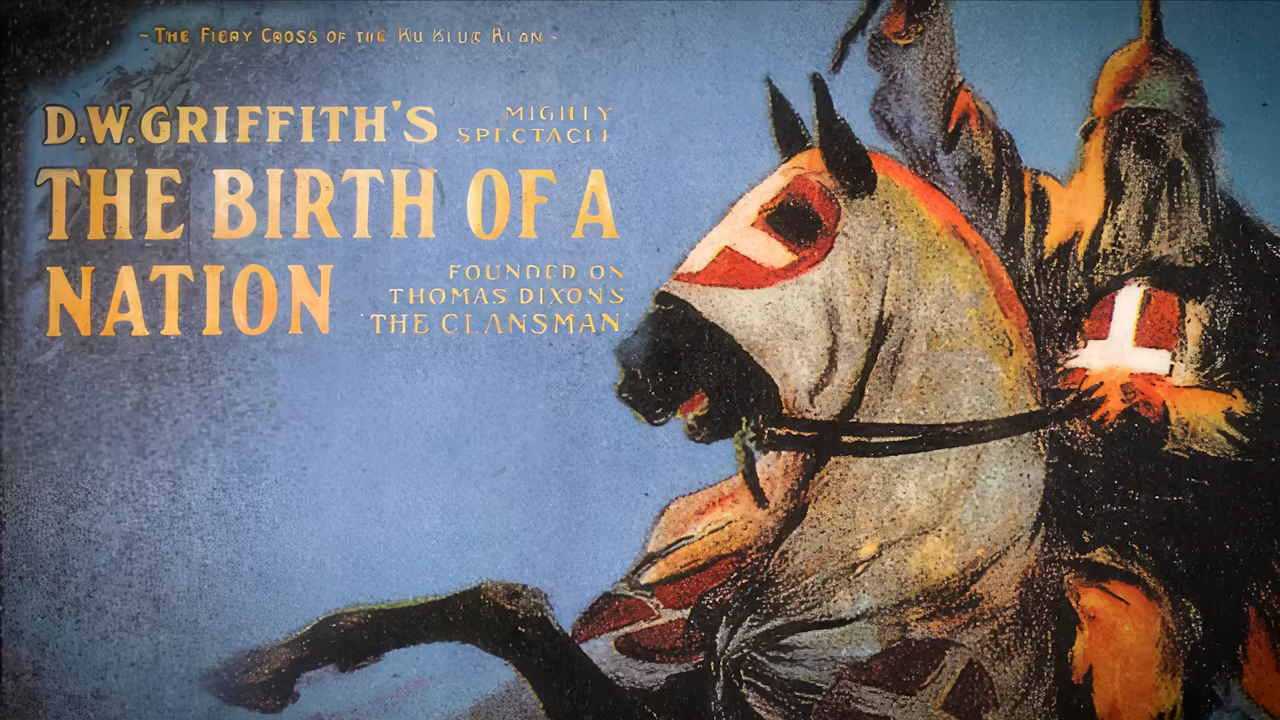 - THE FIERY CROSS OF THE KU KLUX KLAN -
D.W. GRIFFITH'S
MIGHTY
SPECTACLE
THE BIRTH OF A
NATION
FOUNDED ON
THOMAS DIXON'S
THE CLANSMAN